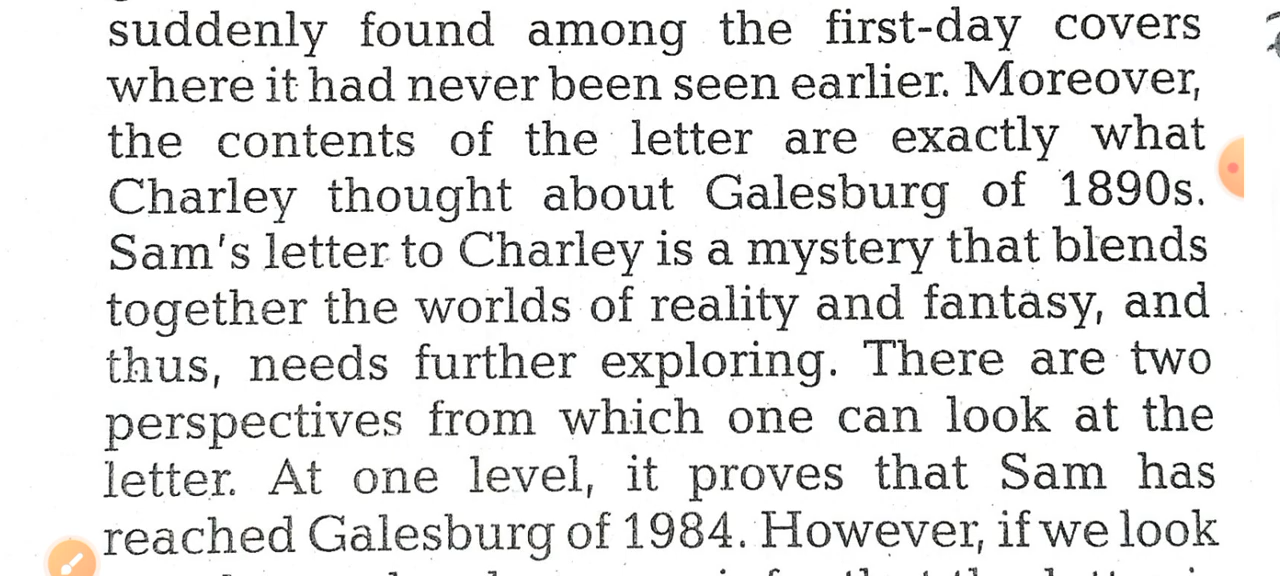 suddenly found among the first-day covers
where it had never been seen earlier. Moreover,
the contents of the letter are exactly what
Charley thought about Galesburg of 1890s.
Sam's letter to Charley is a mystery that blends
together the worlds of reality and fantasy, and
thus, needs further exploring. There are two
perspectives from which one can look at the
letter. At one level, it proves that Sam has
reached Galesburg of 1984. However, if we look